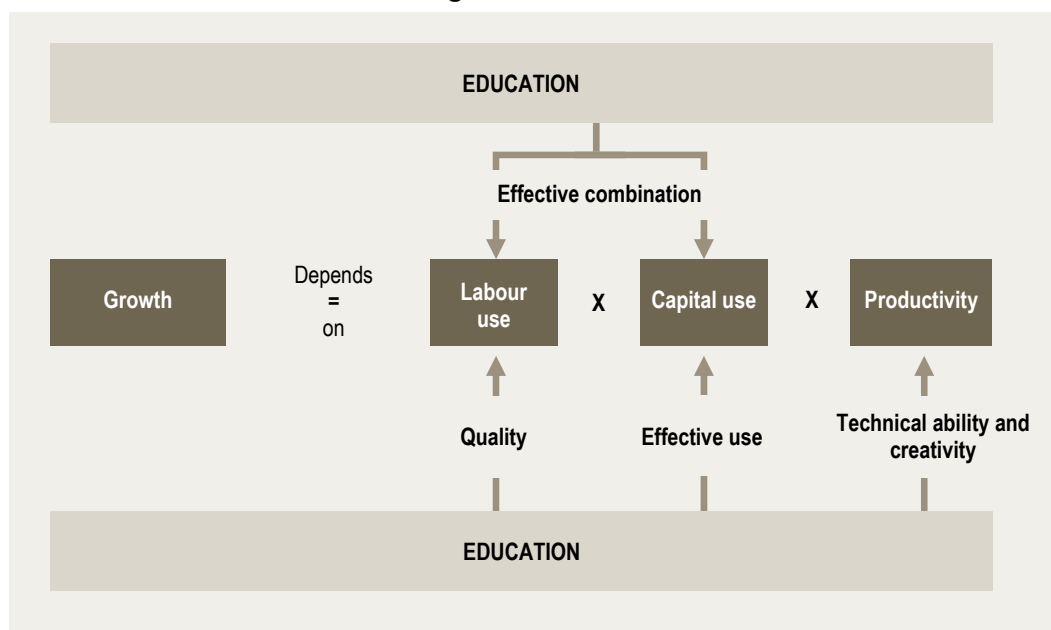 EDUCATION
Effective combination
Growth
Depends
=
on
Labour
use
X
Capital use
X
Productivity
Quality
Effective use
Technical ability and
creativity
EDUCATION